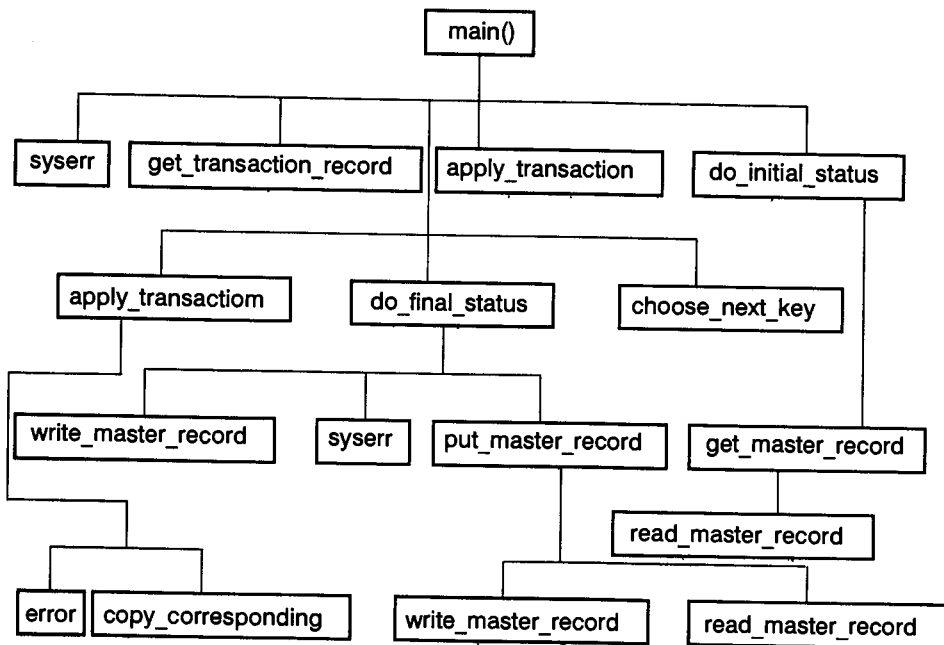 main()
syserr
get_transaction_record
apply_transaction
do_initial_status
apply_transactiom
do_final_status
choose_next_key
write_master_record
syserr
put_master_record
get_master_record
read_master_record
error
copy_corresponding
write_master_record
read_master_record